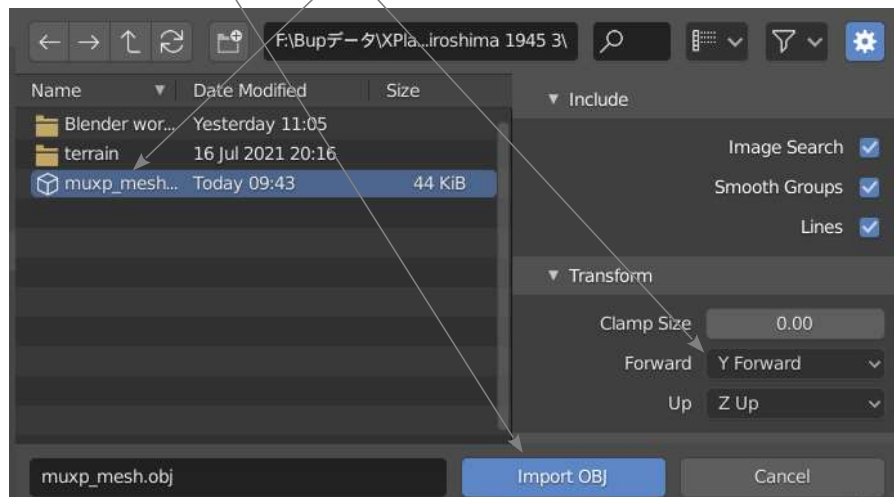 F:\Bupデータ\XPla...iroshima 1945 3\
Name Date Modified Size
Blender wor... Yesterday 11:05
terrain 16 Jul 2021 20:16
muxp_mesh... Today 09:43 44 KiB
Include
Image Search
Smooth Groups
Lines
Transform
Clamp Size 0.00
Forward Y Forward
Up Z Up
muxp_mesh.obj Import OBJ Cancel